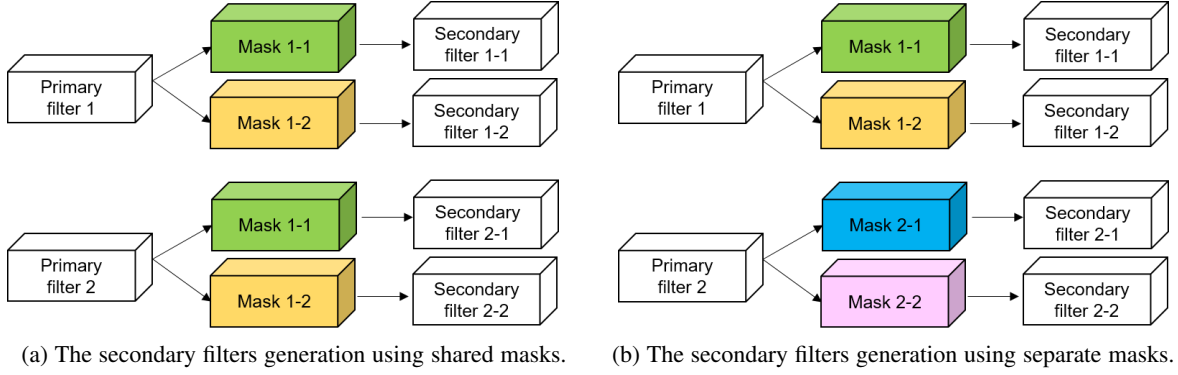 Primary
filter 1
Mask 1-1
Secondary
filter 1-1
Mask 1-2
Secondary
filter 1-2
Primary
filter 2
Mask 1-1
Secondary
filter 2-1
Mask 1-2
Secondary
filter 2-2
(a) The secondary filters generation using shared masks.
Primary
filter 1
Mask 1-1
Secondary
filter 1-1
Mask 1-2
Secondary
filter 1-2
Primary
filter 2
Mask 2-1
Secondary
filter 2-1
Mask 2-2
Secondary
filter 2-2
(b) The secondary filters generation using separate masks.